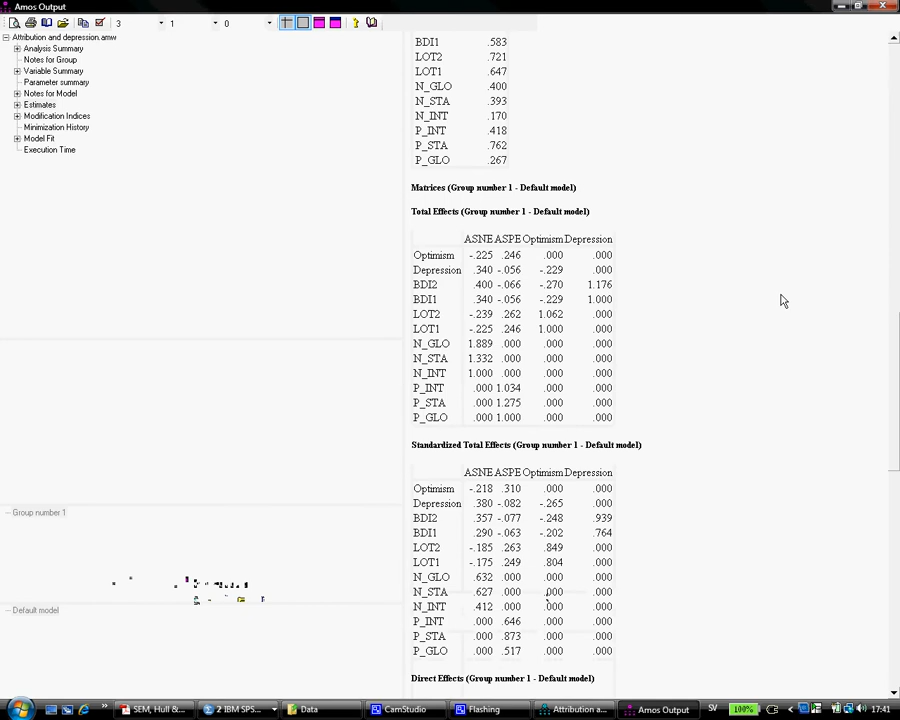 Amos Output
3 1 0
Attribution and depression.amw
Analysis Summary
Notes for Group
Variable Summary
Parameter summary
Notes for Model
Estimates
Modification Indices
Minimization History
Model Fit
Execution Time
Group number 1
Default model
BDI1 .583
LOT2 .721
LOT1 .647
N_GLO .400
N_STA .393
N_INT .170
P_INT .418
P_STA .762
P_GLO .267
Matrices (Group number 1 - Default model)
Total Effects (Group number 1 - Default model)
ASNE ASPE Optimism Depression
Optimism -.225 .246 .000 .000
Depression .340 -.056 -.229 .000
BDI2 .400 -.066 -.270 1.176
BDI1 .340 -.056 -.229 1.000
LOT2 -.239 .262 1.062 .000
LOT1 -.225 .246 1.000 .000
N_GLO 1.889 .000 .000 .000
N_STA 1.332 .000 .000 .000
N_INT 1.000 .000 .000 .000
P_INT .000 1.034 .000 .000
P_STA .000 1.275 .000 .000
P_GLO .000 1.000 .000 .000
Standardized Total Effects (Group number 1 - Default model)
ASNE ASPE Optimism Depression
Optimism -.218 .310 .000 .000
Depression .380 -.082 -.265 .000
BDI2 .357 -.077 -.248 .939
BDI1 .290 -.063 -.202 .764
LOT2 -.185 .263 .849 .000
LOT1 -.175 .249 .804 .000
N_GLO .632 .000 .000 .000
N_STA .627 .000 .000 .000
N_INT .412 .000 .000 .000
P_INT .000 .646 .000 .000
P_STA .000 .873 .000 .000
P_GLO .000 .517 .000 .000
Direct Effects (Group number 1 - Default model)
» SEM, Hull &... 2 IBM SPS... Data CamStudio Flashing Attribution a... Amos Output SV 100% « 17:41